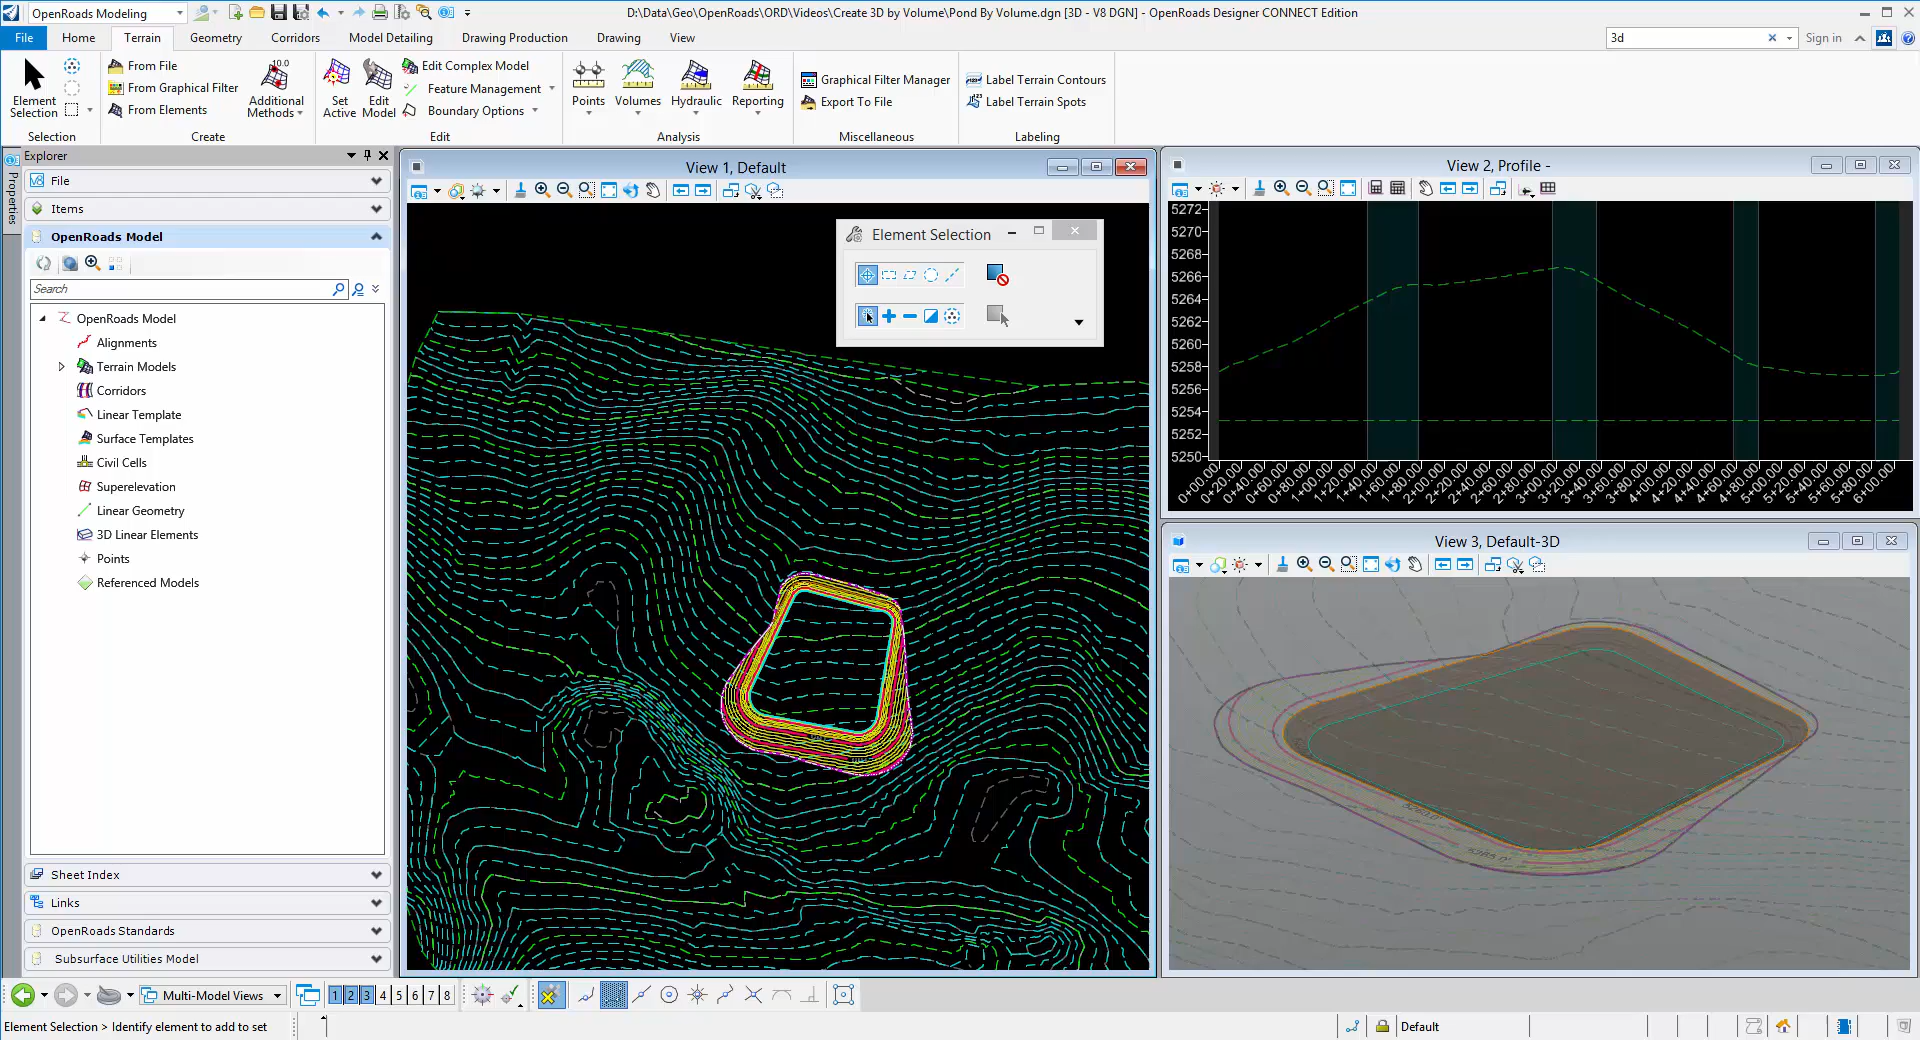 OpenRoads Modeling
D:\Data\Geo\OpenRoads\ORD\Videos\Create 3D by Volume\Pond By Volume.dgn [3D - V8 DGN] - OpenRoads Designer CONNECT Edition
File Home Terrain Geometry Corridors Model Detailing Drawing Production Drawing View
3d
Sign in
Element Selection
Selection
From File
From Graphical Filter
From Elements
10.0
Additional Methods
Create
Set Active
Edit Model
Edit Complex Model
Feature Management
Boundary Options
Edit
Points
Volumes
Hydraulic
Reporting
Analysis
Graphical Filter Manager
Export To File
Miscellaneous
Label Terrain Contours
Label Terrain Spots
Labeling
Properties
Explorer
File
Items
OpenRoads Model
Search
OpenRoads Model
Alignments
Terrain Models
Corridors
Linear Template
Surface Templates
Civil Cells
Superelevation
Linear Geometry
3D Linear Elements
Points
Referenced Models
Sheet Index
Links
OpenRoads Standards
Subsurface Utilities Model
View 1, Default
Element Selection
View 2, Profile -
5272
5270
5268
5266
5264
5262
5260
5258
5256
5254
5252
5250
0+00.00
0+20.00
0+40.00
0+60.00
0+80.00
1+00.00
1+20.00
1+40.00
1+60.00
1+80.00
2+00.00
2+20.00
2+40.00
2+60.00
2+80.00
3+00.00
3+20.00
3+40.00
3+60.00
3+80.00
4+00.00
4+20.00
4+40.00
4+60.00
4+80.00
5+00.00
5+20.00
5+40.00
5+60.00
5+80.00
6+00.00
View 3, Default-3D
Multi-Model Views
1 2 3 4 5 6 7 8
Element Selection > Identify element to add to set
Default